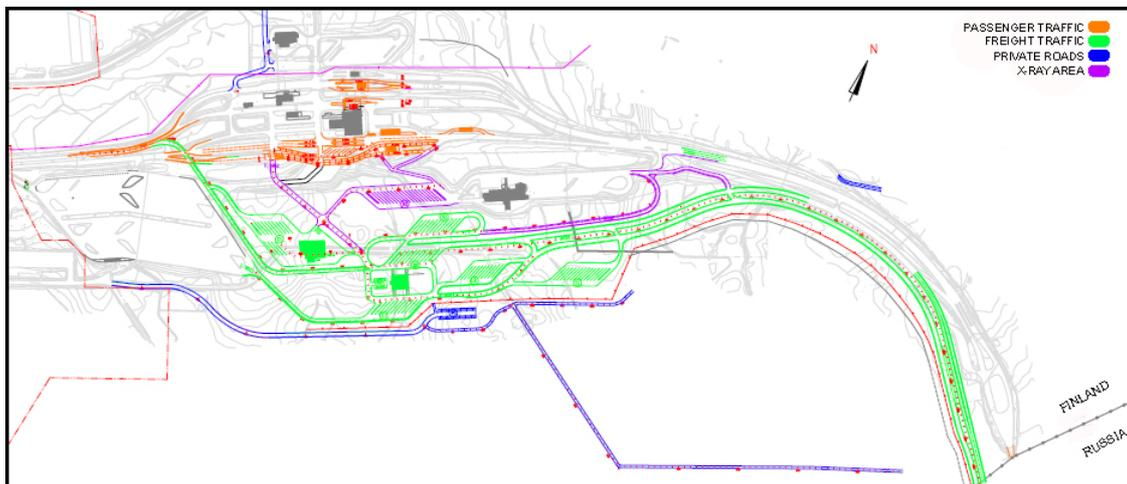 PASSENGER TRAFFIC
FREIGHT TRAFFIC
PRIVATE ROADS
X-RAY AREA
N
FINLAND
RUSSIA